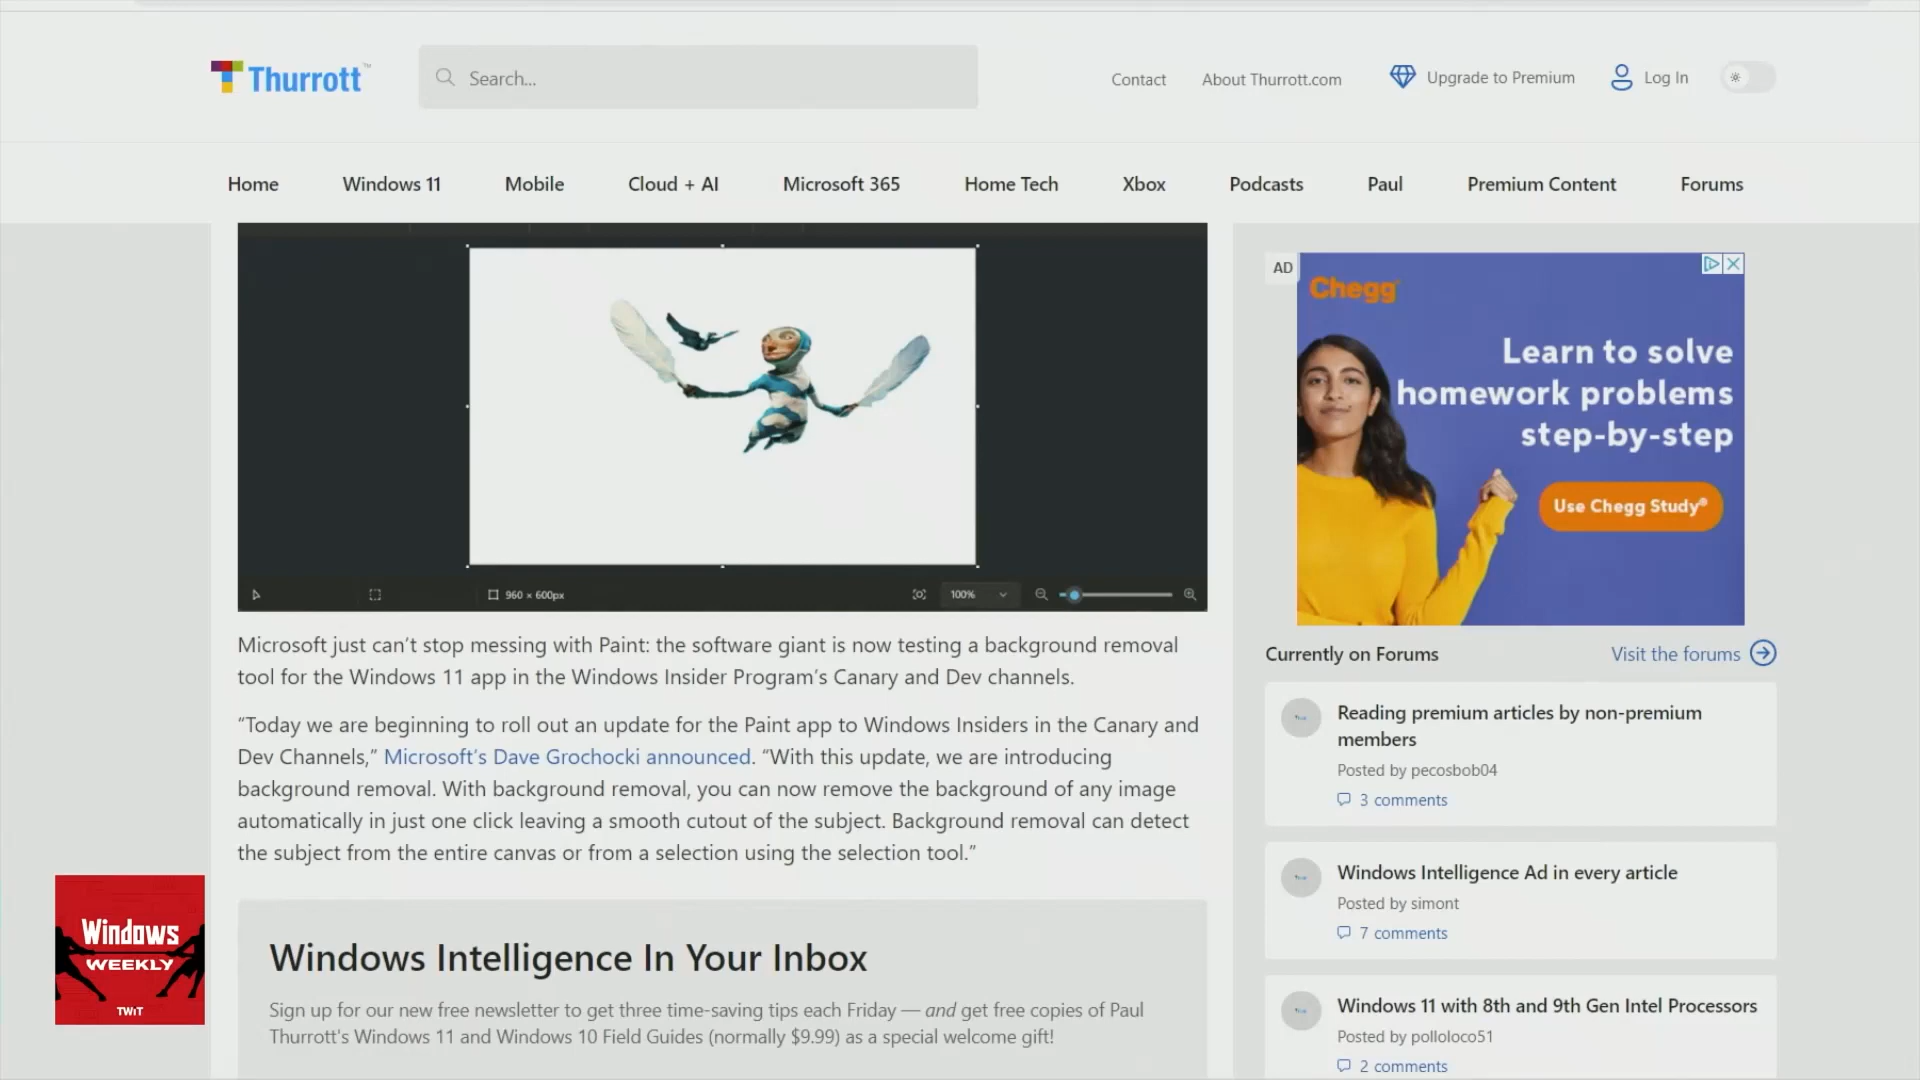 Thurrott™
Search...
Contact
About Thurrott.com
Upgrade to Premium
Log In
Home
Windows 11
Mobile
Cloud + AI
Microsoft 365
Home Tech
Xbox
Podcasts
Paul
Premium Content
Forums
960 × 600px
100%
Microsoft just can’t stop messing with Paint: the software giant is now testing a background removal
tool for the Windows 11 app in the Windows Insider Program’s Canary and Dev channels.
“Today we are beginning to roll out an update for the Paint app to Windows Insiders in the Canary and
Dev Channels,” Microsoft’s Dave Grochocki announced. “With this update, we are introducing
background removal. With background removal, you can now remove the background of any image
automatically in just one click leaving a smooth cutout of the subject. Background removal can detect
the subject from the entire canvas or from a selection using the selection tool.”
Windows Intelligence In Your Inbox
Sign up for our new free newsletter to get three time-saving tips each Friday — and get free copies of Paul
Thurrott's Windows 11 and Windows 10 Field Guides (normally $9.99) as a special welcome gift!
AD
Chegg
Learn to solve
homework problems
step-by-step
Use Chegg Study®
Currently on Forums
Visit the forums
Reading premium articles by non-premium
members
Posted by pecosbob04
3 comments
Windows Intelligence Ad in every article
Posted by simont
7 comments
Windows 11 with 8th and 9th Gen Intel Processors
Posted by polloloco51
2 comments
Windows
WEEKLY
TWiT